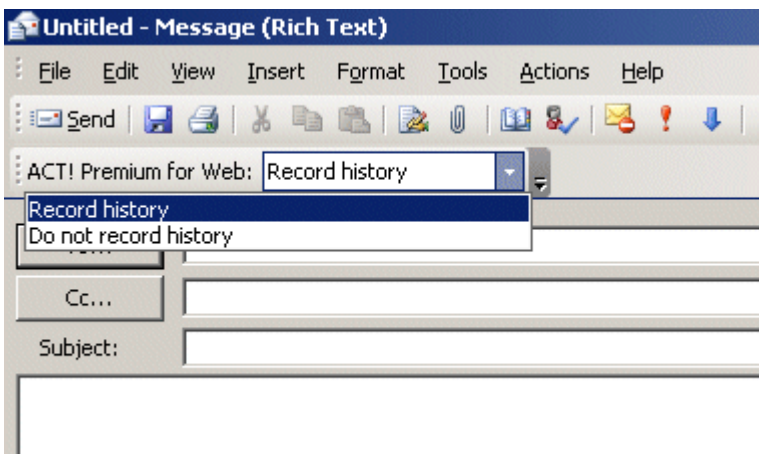 Untitled - Message (Rich Text)
File Edit View Insert Format Tools Actions Help
Send
ACT! Premium for Web: Record history
Record history
Do not record history
Cc...
Subject: